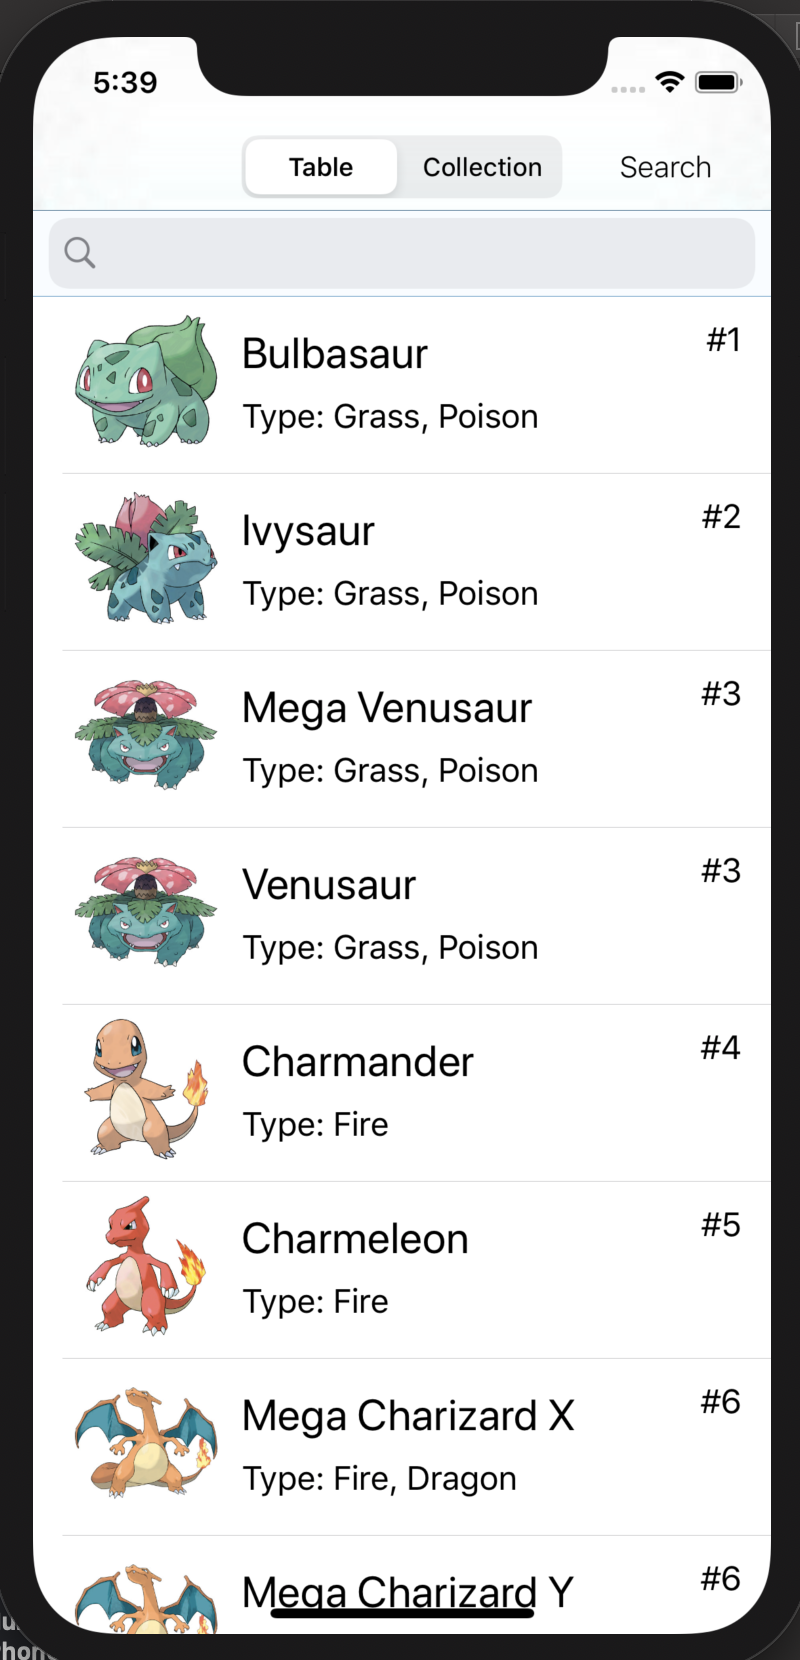 5:39
Table Collection Search
Bulbasaur #1
Type: Grass, Poison
Ivysaur #2
Type: Grass, Poison
Mega Venusaur #3
Type: Grass, Poison
Venusaur #3
Type: Grass, Poison
Charmander #4
Type: Fire
Charmeleon #5
Type: Fire
Mega Charizard X #6
Type: Fire, Dragon
Mega Charizard Y #6